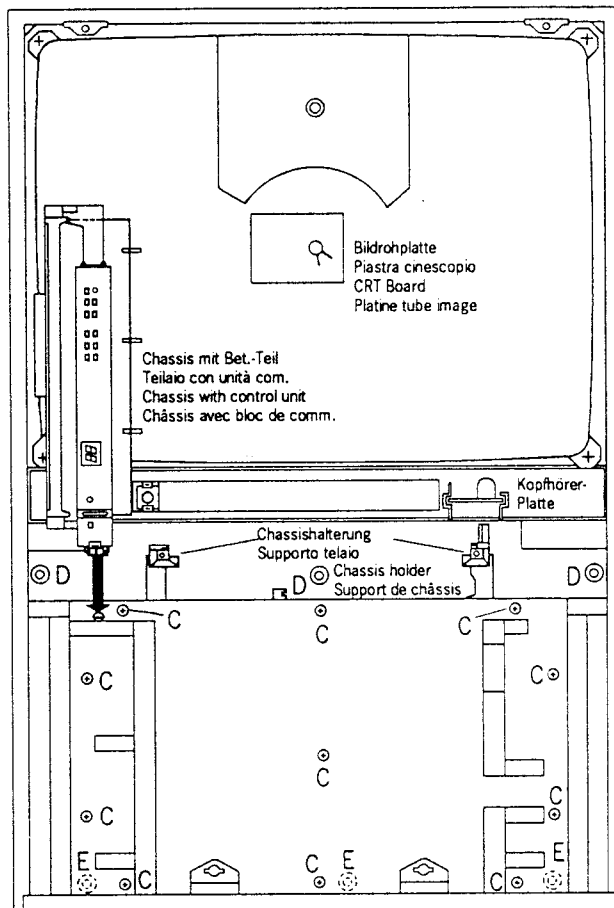 Bildrohplatte
Piastra cinescopio
CRT Board
Platine tube image
Chassis mit Bet.-Teil
Teilaio con unità com.
Chassis with control unit
Châssis avec bloc de comm.
Kopfhörer-
Platte
Chassishalterung
Supporto telaio
Chassis holder
Support de châssis
D
D
D
C
C
C
C
C
C
C
C
E
C
C
E
E